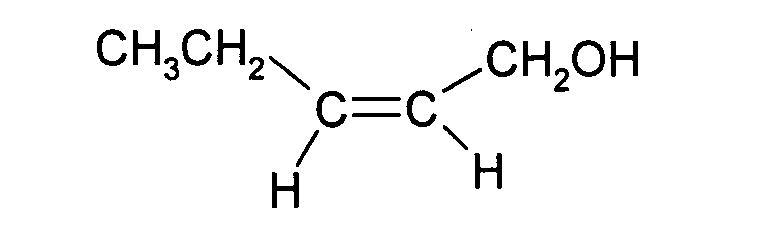 CH₃CH₂ CH₂OH
C=C
H H